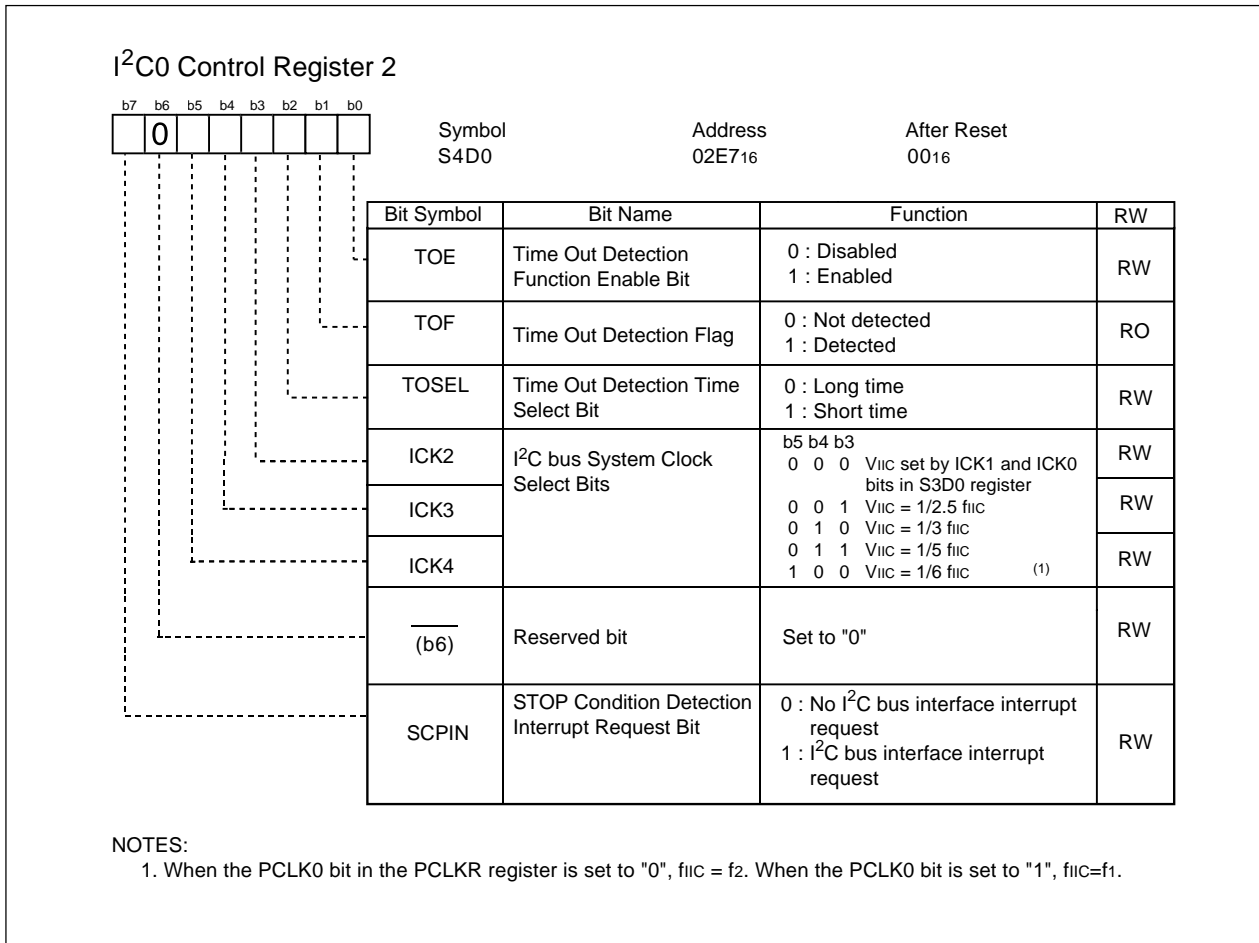 I2C0 Control Register 2
b7 b6 b5 b4 b3 b2 b1 b0
0
Symbol Address After Reset
S4D0 02E716 0016
Bit Symbol Bit Name Function RW
TOE Time Out Detection Function Enable Bit 0 : Disabled
1 : Enabled RW
TOF Time Out Detection Flag 0 : Not detected
1 : Detected RO
TOSEL Time Out Detection Time Select Bit 0 : Long time
1 : Short time RW
ICK2 I2C bus System Clock Select Bits b5 b4 b3
0 0 0 VIIC set by ICK1 and ICK0 bits in S3D0 register RW
ICK3 0 0 1 VIIC = 1/2.5 fIIC RW
0 1 0 VIIC = 1/3 fIIC
ICK4 0 1 1 VIIC = 1/5 fIIC RW
1 0 0 VIIC = 1/6 fIIC (1)
(b6) Reserved bit Set to "0" RW
SCPIN STOP Condition Detection Interrupt Request Bit 0 : No I2C bus interface interrupt request
1 : I2C bus interface interrupt request RW
NOTES:
1. When the PCLK0 bit in the PCLKR register is set to "0", fIIC = f2. When the PCLK0 bit is set to "1", fIIC=f1.